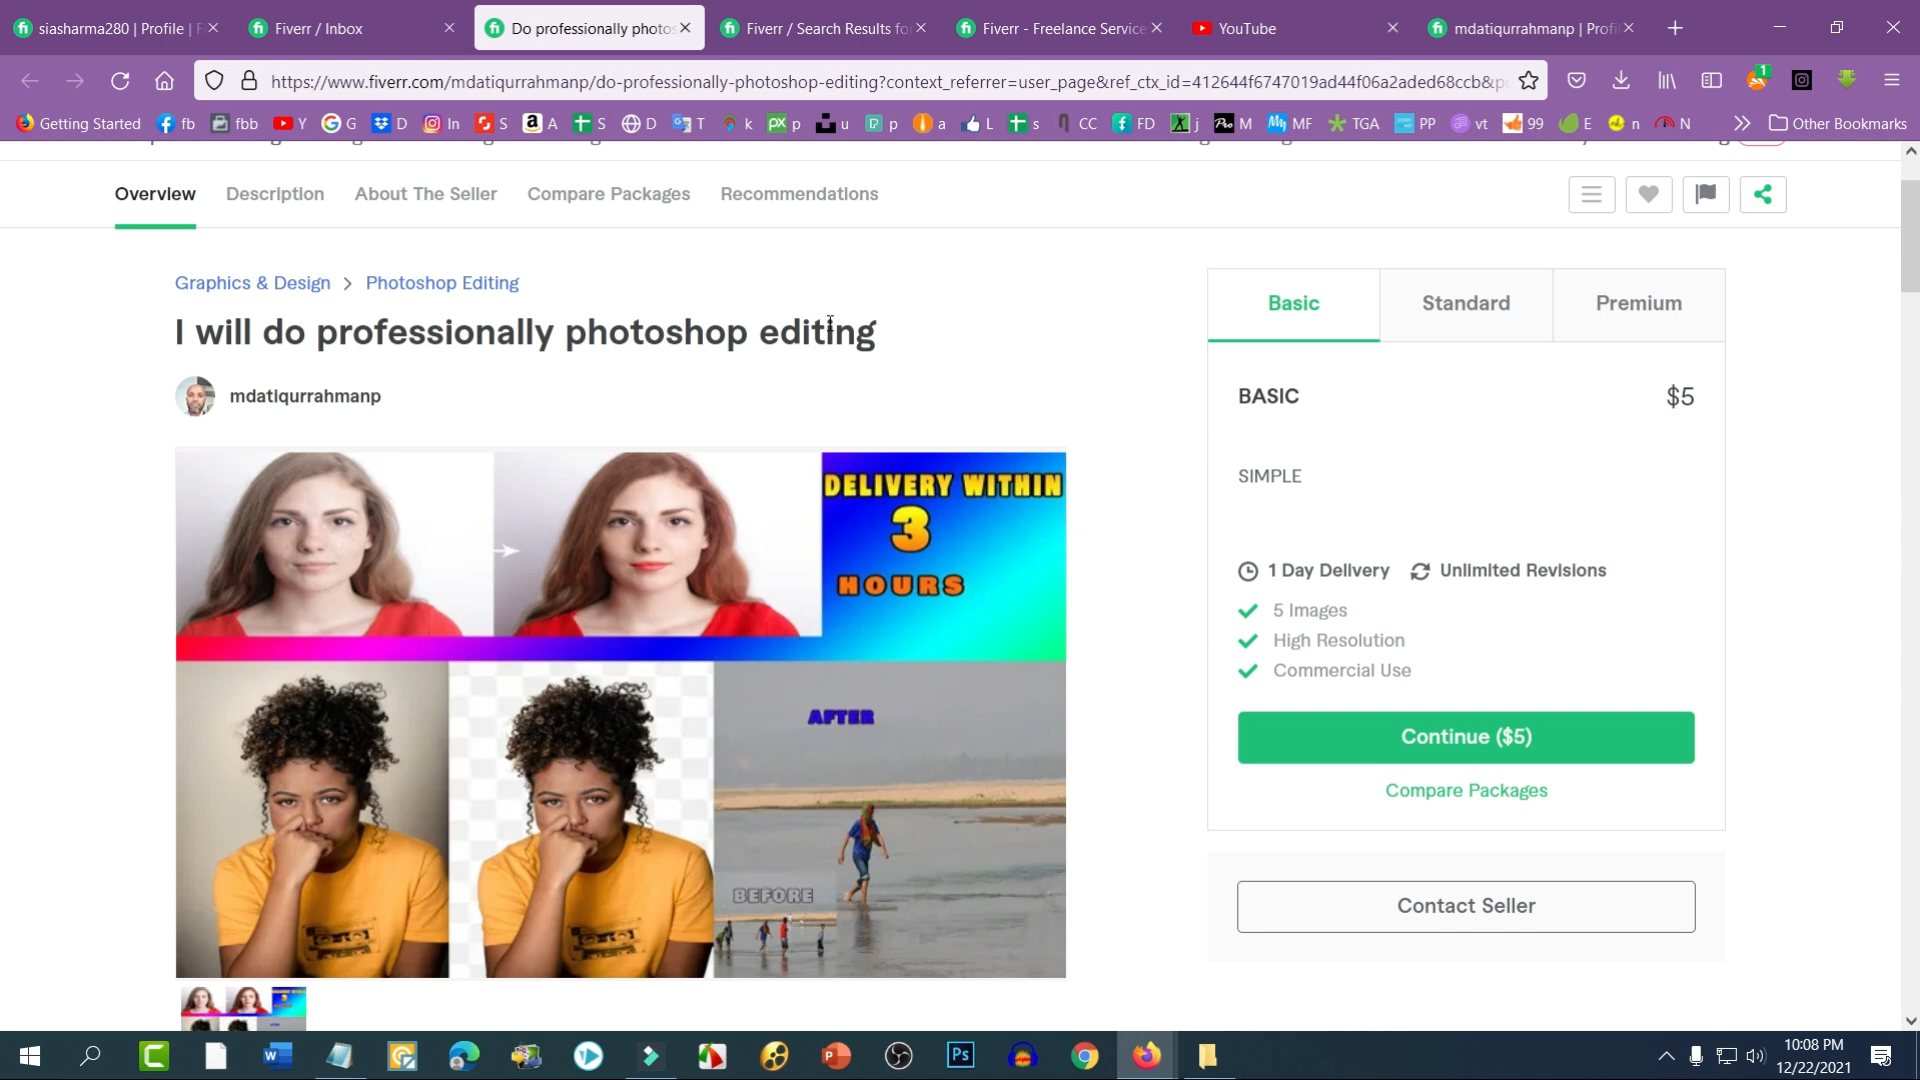 siasharma280 | Profile |
Fiverr / Inbox
Do professionally photos
Fiverr / Search Results fo
Fiverr - Freelance Service
YouTube
mdatiqurrahmanp | Profi
https://www.fiverr.com/mdatiqurrahmanp/do-professionally-photoshop-editing?context_referrer=user_page&ref_ctx_id=412644f6747019ad44f06a2aded68ccb&p
1
Getting Started
fb
fbb
Y
G
D
In
S
A
S
D
T
k
p
u
p
a
L
s
CC
FD
j
M
MF
TGA
PP
vt
99
E
n
N
Other Bookmarks
Overview
Description
About The Seller
Compare Packages
Recommendations
Graphics & Design > Photoshop Editing
I will do professionally photoshop editing
mdatiqurrahmanp
DELIVERY WITHIN
3
HOURS
AFTER
BEFORE
Basic
Standard
Premium
BASIC
$5
SIMPLE
1 Day Delivery
Unlimited Revisions
5 Images
High Resolution
Commercial Use
Continue ($5)
Compare Packages
Contact Seller
10:08 PM
12/22/2021